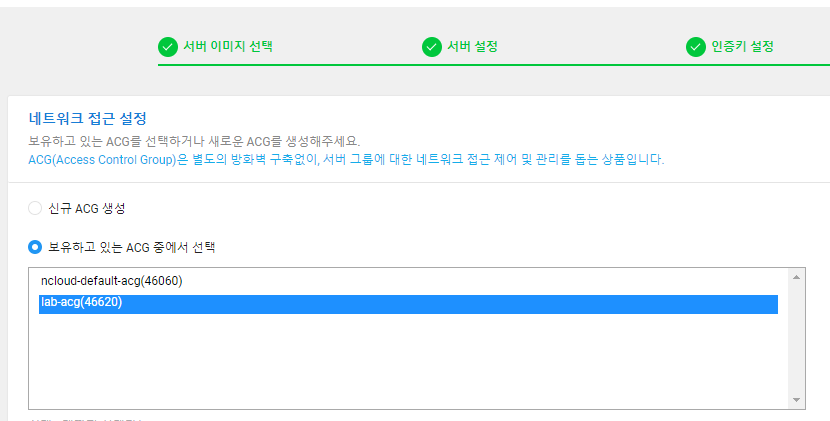 서버 이미지 선택
서버 설정
인증키 설정
네트워크 접근 설정
보유하고 있는 ACG를 선택하거나 새로운 ACG를 생성해주세요.
ACG(Access Control Group)은 별도의 방화벽 구축없이, 서버 그룹에 대한 네트워크 접근 제어 및 관리를 돕는 상품입니다.
신규 ACG 생성
보유하고 있는 ACG 중에서 선택
ncloud-default-acg(46060)
lab-acg(46620)